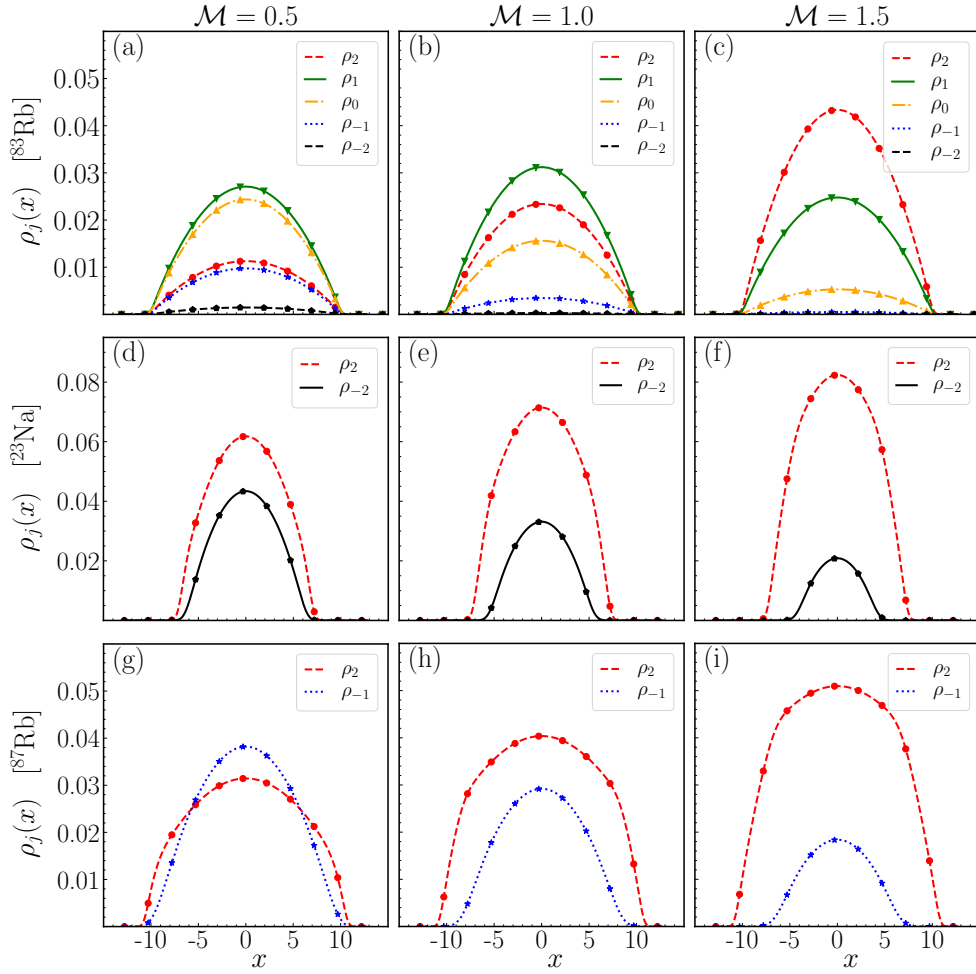 𝓜 = 0.5 𝓜 = 1.0 𝓜 = 1.5
(a) (b) (c)
ρ₂ ρ₂ ρ₂
ρ₁ ρ₁ ρ₁
ρ₀ ρ₀ ρ₀
ρ₋₁ ρ₋₁ ρ₋₁
ρ₋₂ ρ₋₂ ρ₋₂
0.05
0.04
0.03
0.02
0.01
ρⱼ(x) [⁸³Rb]
(d) (e) (f)
ρ₂ ρ₂ ρ₂
ρ₋₂ ρ₋₂ ρ₋₂
0.08
0.06
0.04
0.02
ρⱼ(x) [²³Na]
(g) (h) (i)
ρ₂ ρ₂ ρ₂
ρ₋₁ ρ₋₁ ρ₋₁
0.05
0.04
0.03
0.02
0.01
ρⱼ(x) [⁸⁷Rb]
-10 -5 0 5 10 -10 -5 0 5 10 -10 -5 0 5 10
x x x